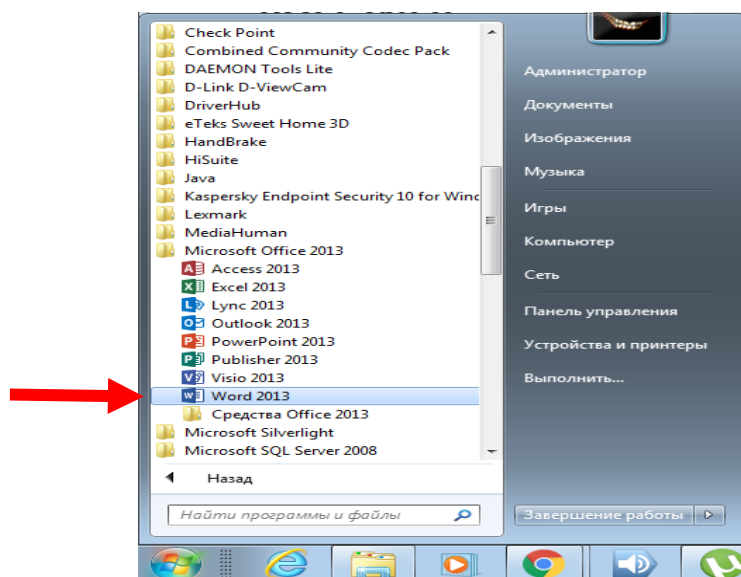 Check Point
Combined Community Codec Pack
DAEMON Tools Lite
D-Link D-ViewCam
DriverHub
eTeks Sweet Home 3D
HandBrake
HiSuite
Java
Kaspersky Endpoint Security 10 for Winc
Lexmark
MediaHuman
Microsoft Office 2013
Access 2013
Excel 2013
Lync 2013
Outlook 2013
PowerPoint 2013
Publisher 2013
Visio 2013
Word 2013
Средства Office 2013
Microsoft Silverlight
Microsoft SQL Server 2008
Назад
Найти программы и файлы
Администратор
Документы
Изображения
Музыка
Игры
Компьютер
Сеть
Панель управления
Устройства и принтеры
Выполнить...
Завершение работы